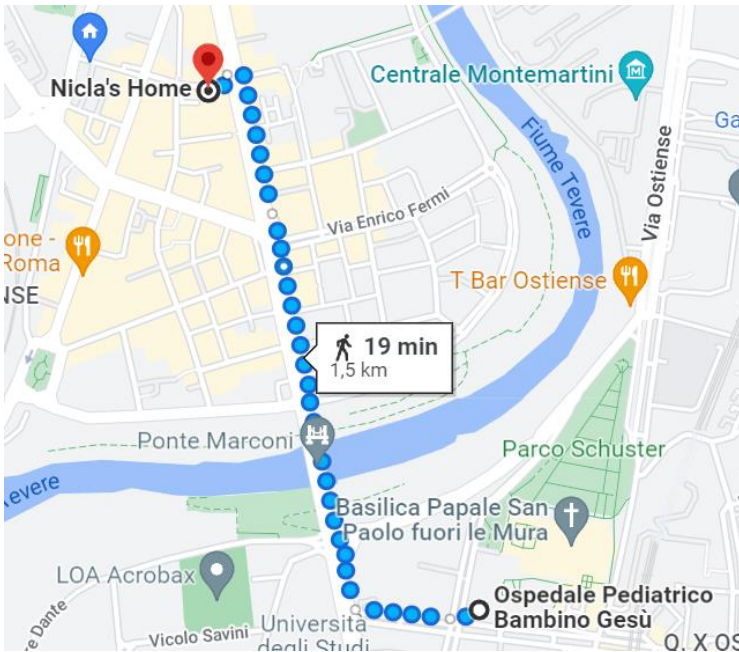 Nicla's Home
Centrale Montemartini
Ga
Fiume Tevere
Via Ostiense
Via Enrico Fermi
one -
Roma
NSE
T Bar Ostiense
19 min
1,5 km
Ponte Marconi
Parco Schuster
evere
Basilica Papale San
Paolo fuori le Mura
LOA Acrobax
Ospedale Pediatrico
Bambino Gesù
e Dante
Vicolo Savini
Università
degli Studi
Q. X OS